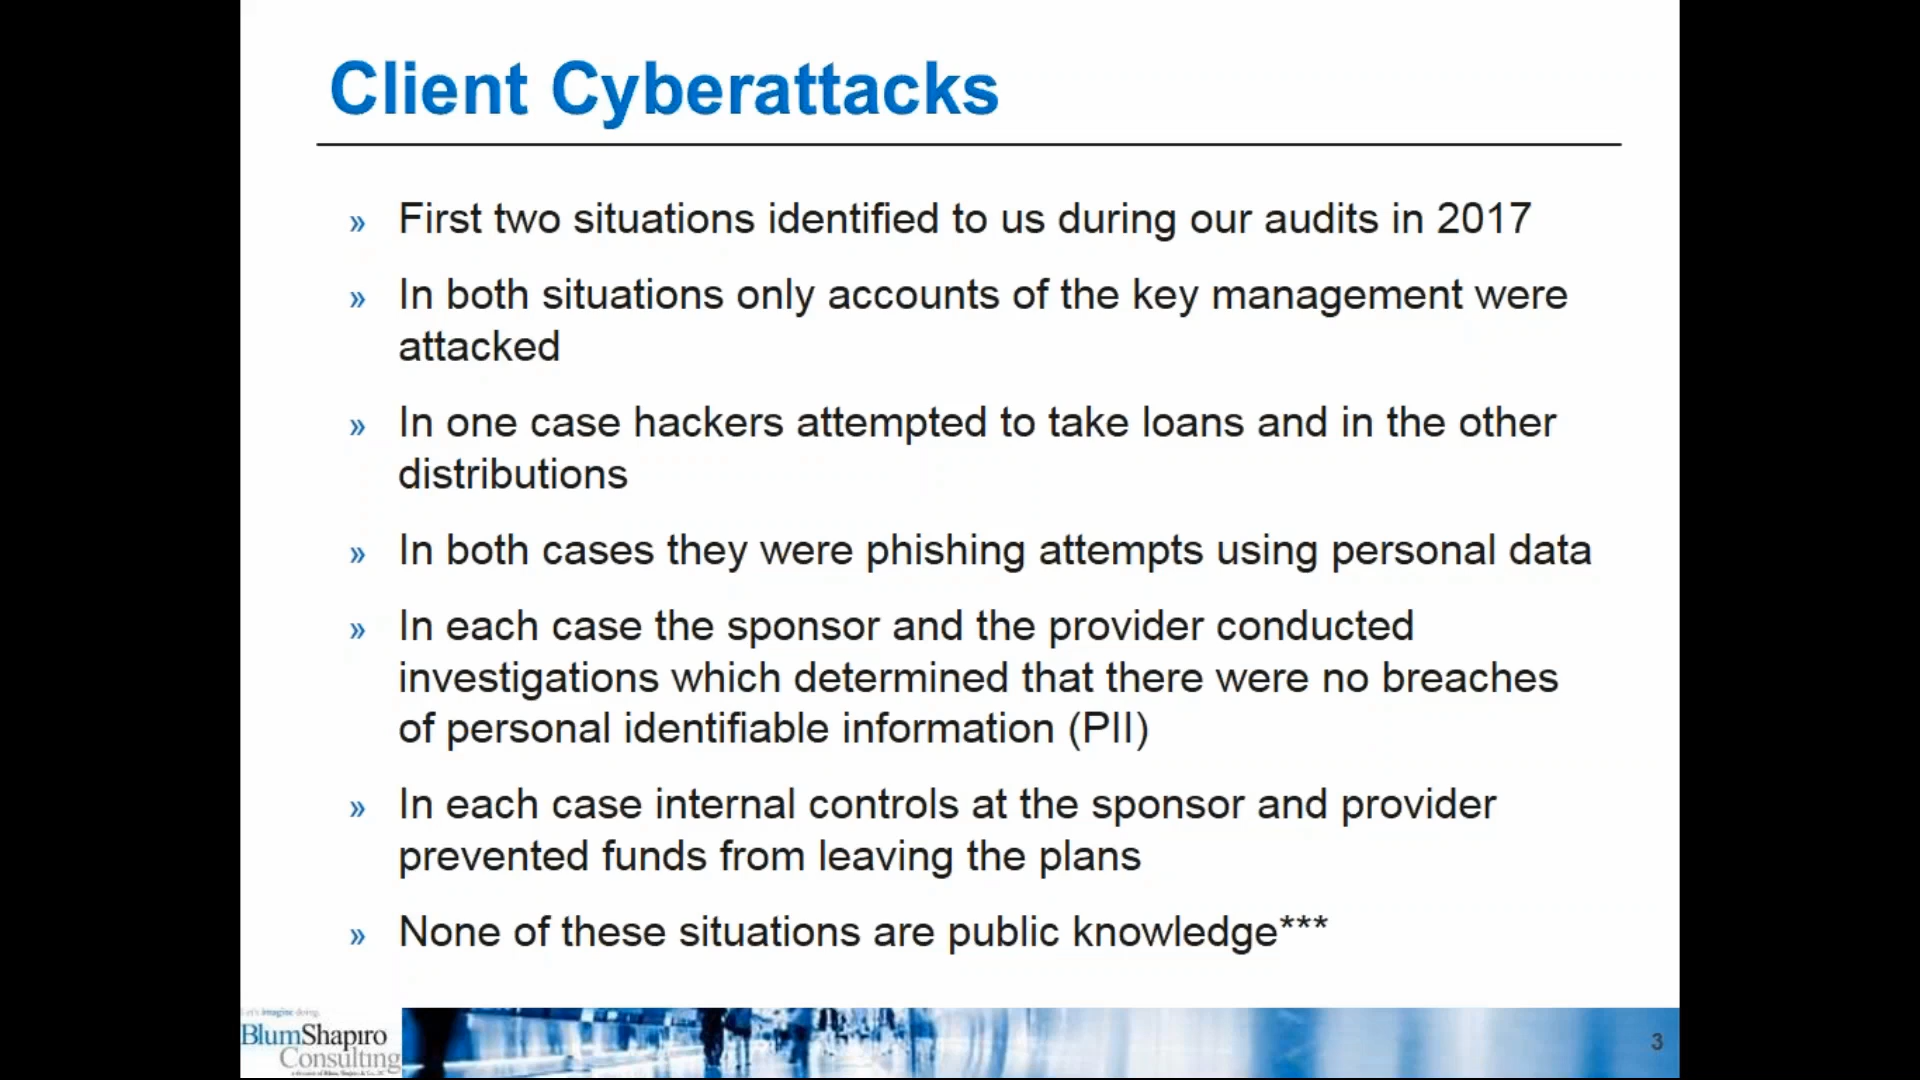 Client Cyberattacks
» First two situations identified to us during our audits in 2017
» In both situations only accounts of the key management were
attacked
» In one case hackers attempted to take loans and in the other
distributions
» In both cases they were phishing attempts using personal data
» In each case the sponsor and the provider conducted
investigations which determined that there were no breaches
of personal identifiable information (PII)
» In each case internal controls at the sponsor and provider
prevented funds from leaving the plans
» None of these situations are public knowledge***
Let's imagine doing.
BlumShapiro
Consulting
3